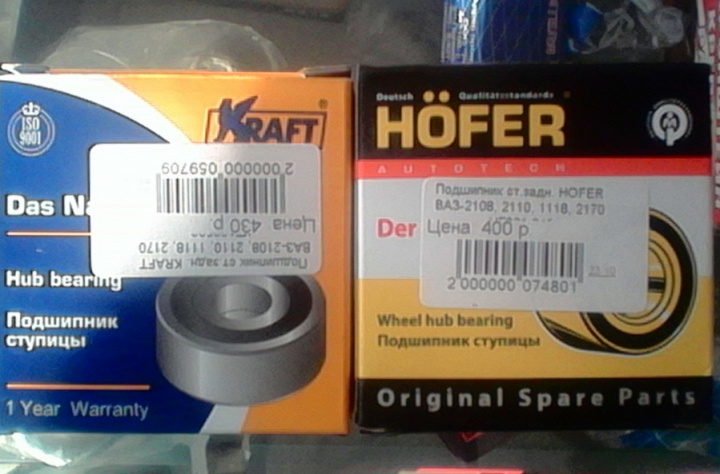 KRAFT
ISO
9001
2 000000 059709
Цена 430 р
ВАЗ-2108, 2110, 1118, 2170
Подшипник ст задн. KRAFT
Das
Hub bearing
Подшипник
ступицы
1 Year Warranty
Deutsch Qualitätsstandards
HÖFER
AUTOTECH
Подшипник ст.задн. HOFER
ВАЗ-2108, 2110, 1118, 2170
Der
Цена 400 р
2 000000 074801
Wheel hub bearing
Подшипник ступицы
Original Spare Parts